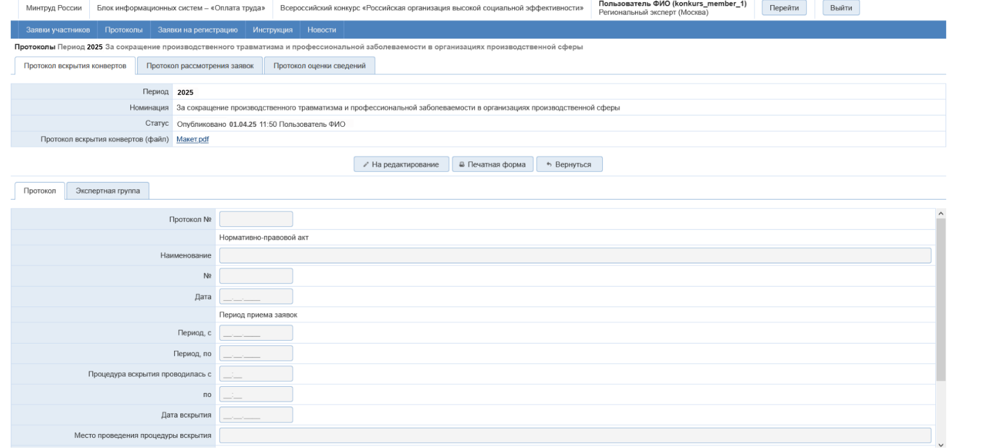 Минтруд России Блок информационных систем – «Оплата труда» Всероссийский конкурс «Российская организация высокой социальной эффективности» Пользователь ФИО (konkurs_member_1) Перейти Выйти
Региональный эксперт (Москва)
Заявки участников Протоколы Заявки на регистрацию Инструкция Новости
Протоколы Период 2025 За сокращение производственного травматизма и профессиональной заболеваемости в организациях производственной сферы
Протокол вскрытия конвертов Протокол рассмотрения заявок Протокол оценки сведений
Период 2025
Номинация За сокращение производственного травматизма и профессиональной заболеваемости в организациях производственной сферы
Статус Опубликовано 01.04.25 11:50 Пользователь ФИО
Протокол вскрытия конвертов (файл) Макет.pdf
На редактирование Печатная форма Вернуться
Протокол Экспертная группа
Протокол №
Нормативно-правовой акт
Наименование
№
Дата __.__.____
Период приема заявок
Период, с __.__.____
Период, по __.__.____
Процедура вскрытия проводилась с __:__
по __:__
Дата вскрытия __.__.____
Место проведения процедуры вскрытия